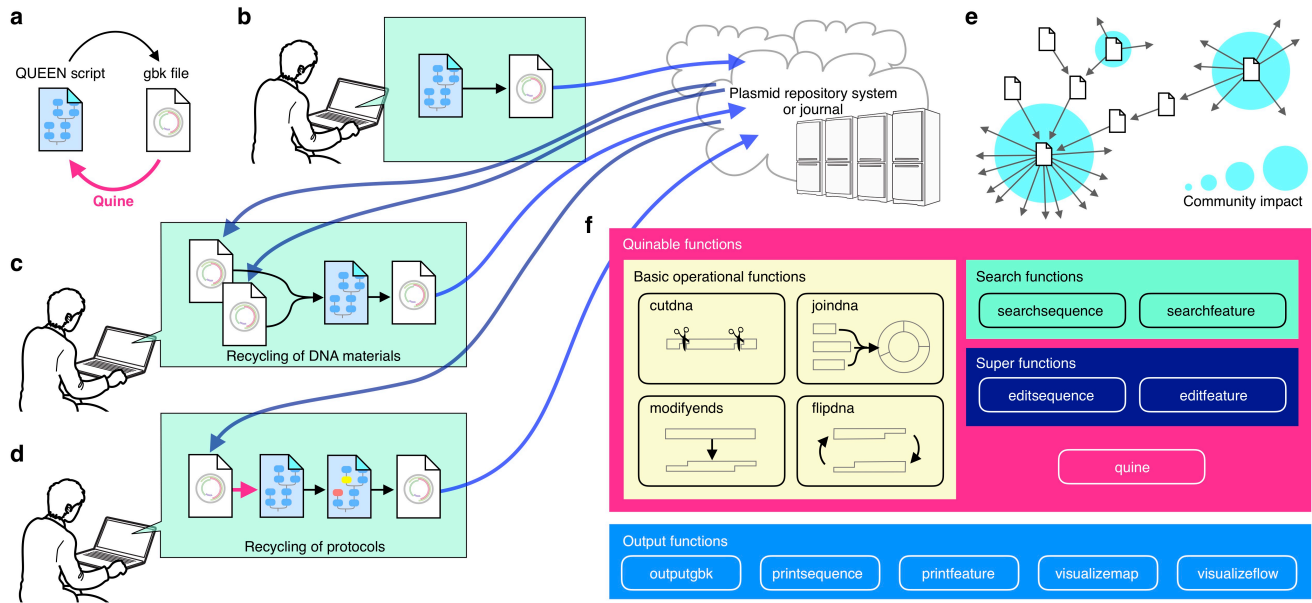 a
QUEEN script
gbk file
Quine
b
Plasmid repository system
or journal
c
Recycling of DNA materials
d
Recycling of protocols
e
Community impact
f
Quinable functions
Basic operational functions
cutdna
joindna
modifyends
flipdna
Search functions
searchsequence
searchfeature
Super functions
editsequence
editfeature
quine
Output functions
outputgbk
printsequence
printfeature
visualizemap
visualizeflow